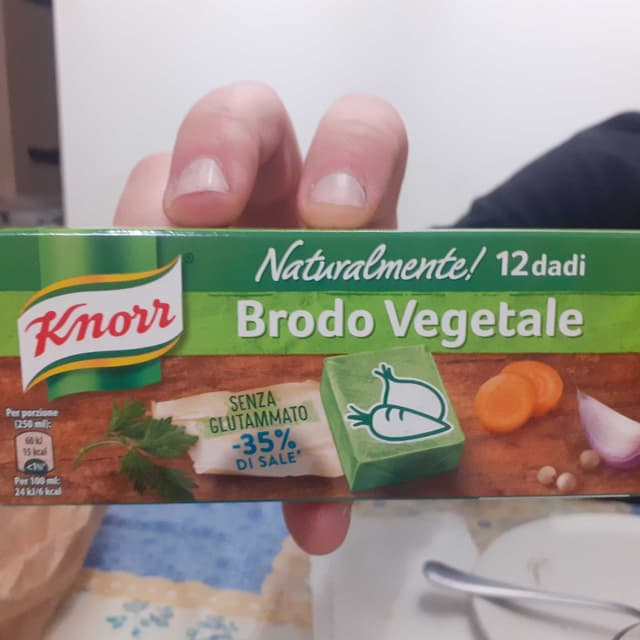 Naturalmente! 12 dadi
Knorr®
Brodo Vegetale
SENZA
GLUTAMMATO
-35%
DI SALE*
Per porzione
(250 ml):
60 kJ
15 kcal
<1%*
Per 100 ml:
24 kJ/6 kcal